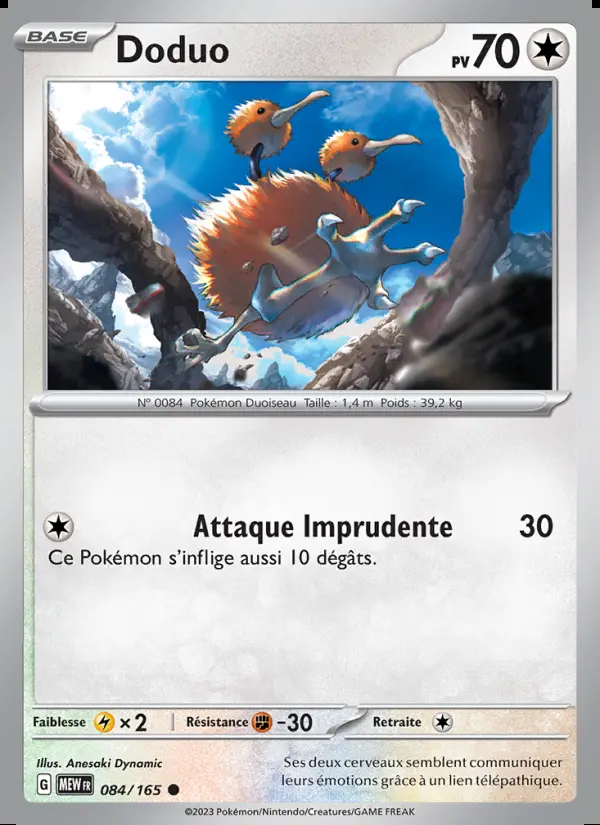 BASE Doduo PV 70
N° 0084 Pokémon Duoiseau Taille : 1,4 m Poids : 39,2 kg
Attaque Imprudente 30
Ce Pokémon s’inflige aussi 10 dégâts.
Faiblesse ×2 Résistance -30 Retraite
Illus. Anesaki Dynamic
Ses deux cerveaux semblent communiquer
leurs émotions grâce à un lien télépathique.
G MEW FR 084/165
©2023 Pokémon/Nintendo/Creatures/GAME FREAK